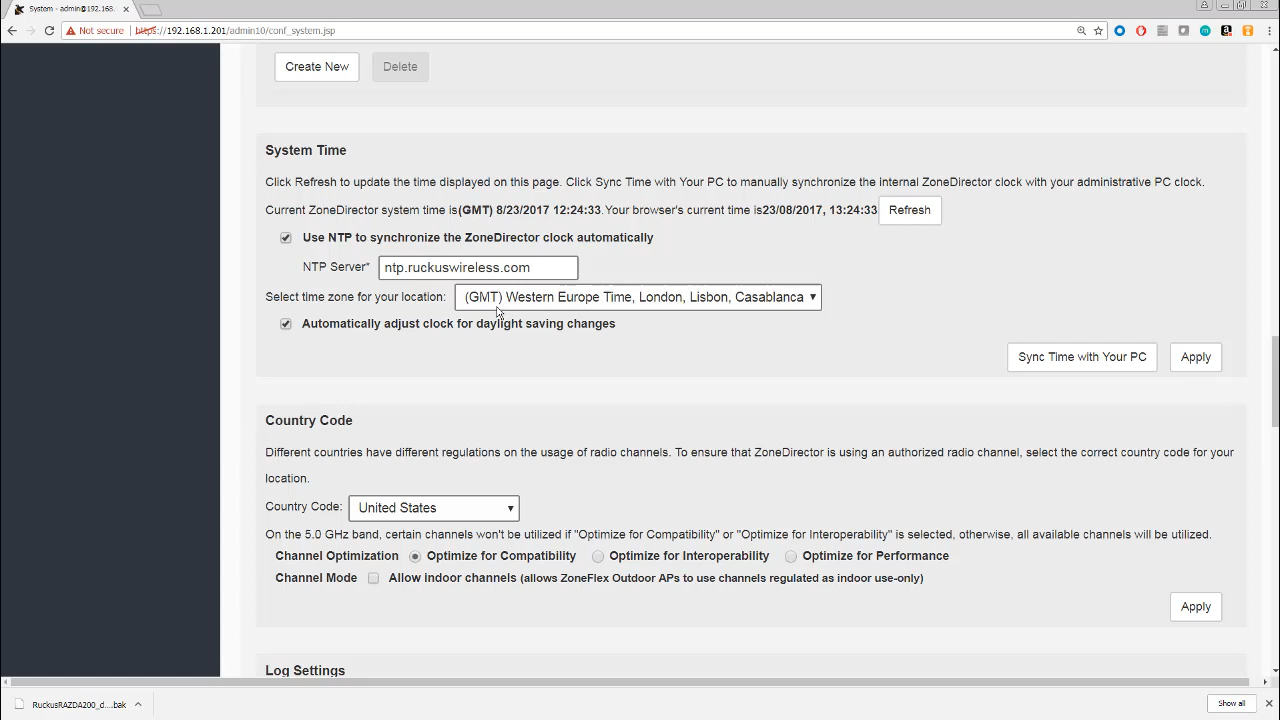 System - admin@192.168.
Not secure
https://192.168.1.201/admin10/conf_system.jsp
Create New Delete
System Time
Click Refresh to update the time displayed on this page. Click Sync Time with Your PC to manually synchronize the internal ZoneDirector clock with your administrative PC clock.
Current ZoneDirector system time is(GMT) 8/23/2017 12:24:33.Your browser's current time is23/08/2017, 13:24:33 Refresh
Use NTP to synchronize the ZoneDirector clock automatically
NTP Server* ntp.ruckuswireless.com
Select time zone for your location: (GMT) Western Europe Time, London, Lisbon, Casablanca
Automatically adjust clock for daylight saving changes
Sync Time with Your PC Apply
Country Code
Different countries have different regulations on the usage of radio channels. To ensure that ZoneDirector is using an authorized radio channel, select the correct country code for your
location.
Country Code: United States
On the 5.0 GHz band, certain channels won't be utilized if "Optimize for Compatibility" or "Optimize for Interoperability" is selected, otherwise, all available channels will be utilized.
Channel Optimization Optimize for Compatibility Optimize for Interoperability Optimize for Performance
Channel Mode Allow indoor channels (allows ZoneFlex Outdoor APs to use channels regulated as indoor use-only)
Apply
Log Settings
RuckusRAZDA200_d....bak Show all